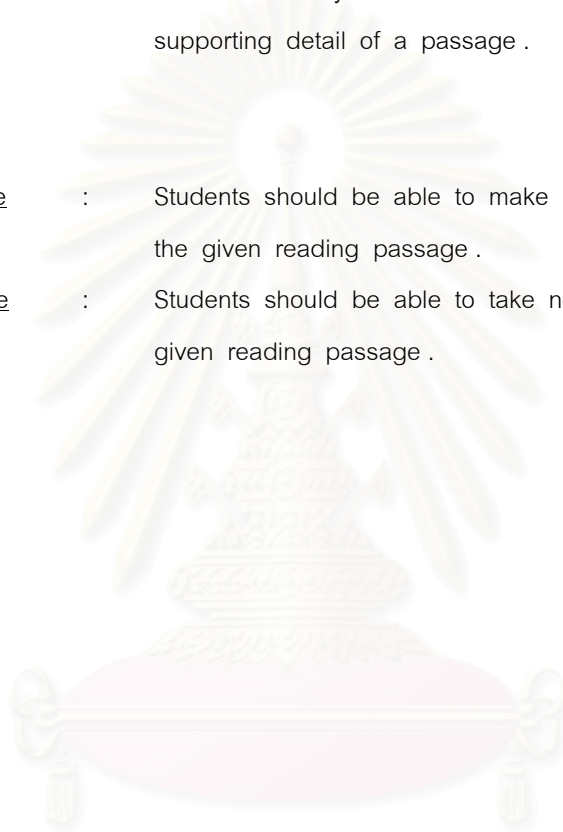 supporting detail of a passage .
: Students should be able to make
the given reading passage .
: Students should be able to take
given reading passage .